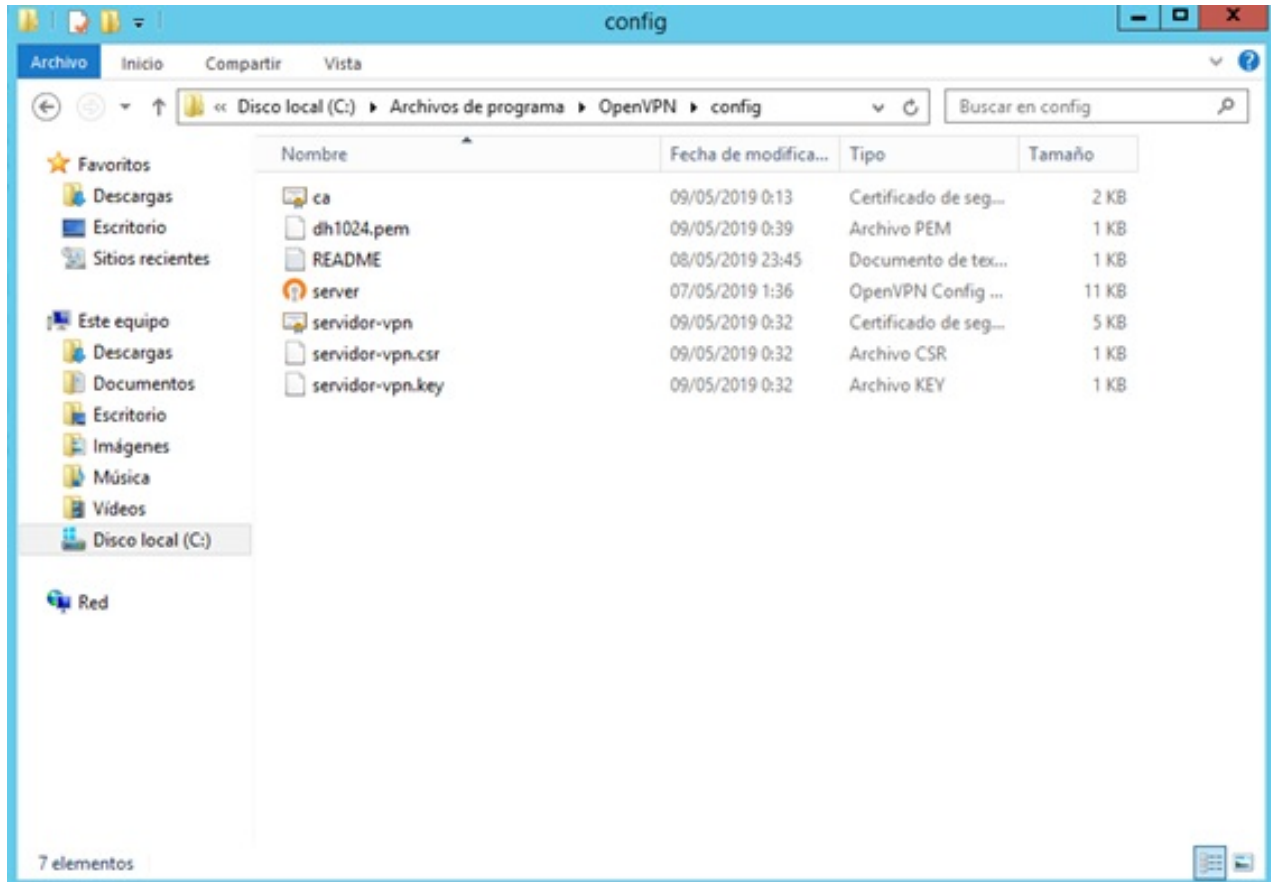 config
Archivo Inicio Compartir Vista
« Disco local (C:) Archivos de programa OpenVPN config Buscar en config
Nombre Fecha de modifica... Tipo Tamaño
Favoritos
Descargas
Escritorio
Sitios recientes
Este equipo
Descargas
Documentos
Escritorio
Imágenes
Música
Vídeos
Disco local (C:)
Red
ca 09/05/2019 0:13 Certificado de seg... 2 KB
dh1024.pem 09/05/2019 0:39 Archivo PEM 1 KB
README 08/05/2019 23:45 Documento de tex... 1 KB
server 07/05/2019 1:36 OpenVPN Config ... 11 KB
servidor-vpn 09/05/2019 0:32 Certificado de seg... 5 KB
servidor-vpn.csr 09/05/2019 0:32 Archivo CSR 1 KB
servidor-vpn.key 09/05/2019 0:32 Archivo KEY 1 KB
7 elementos